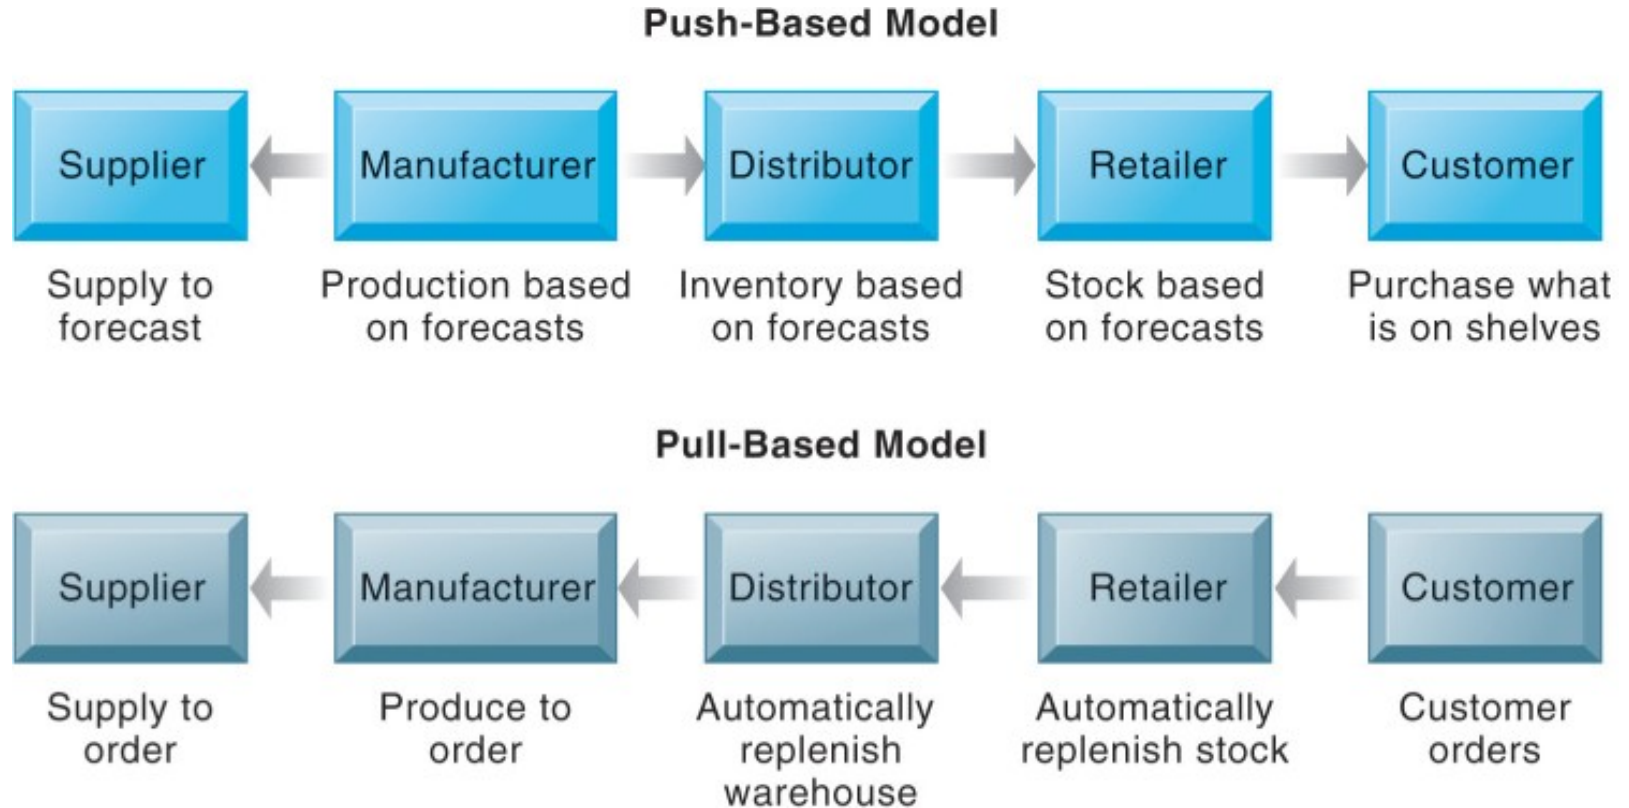 Push-Based Model
Supplier
Manufacturer
Distributor
Retailer
Customer
Supply to
forecast
Production based
on forecasts
Inventory based
on forecasts
Stock based
on forecasts
Purchase what
is on shelves
Pull-Based Model
Supplier
Manufacturer
Distributor
Retailer
Customer
Supply to
order
Produce to
order
Automatically
replenish
warehouse
Automatically
replenish stock
Customer
orders